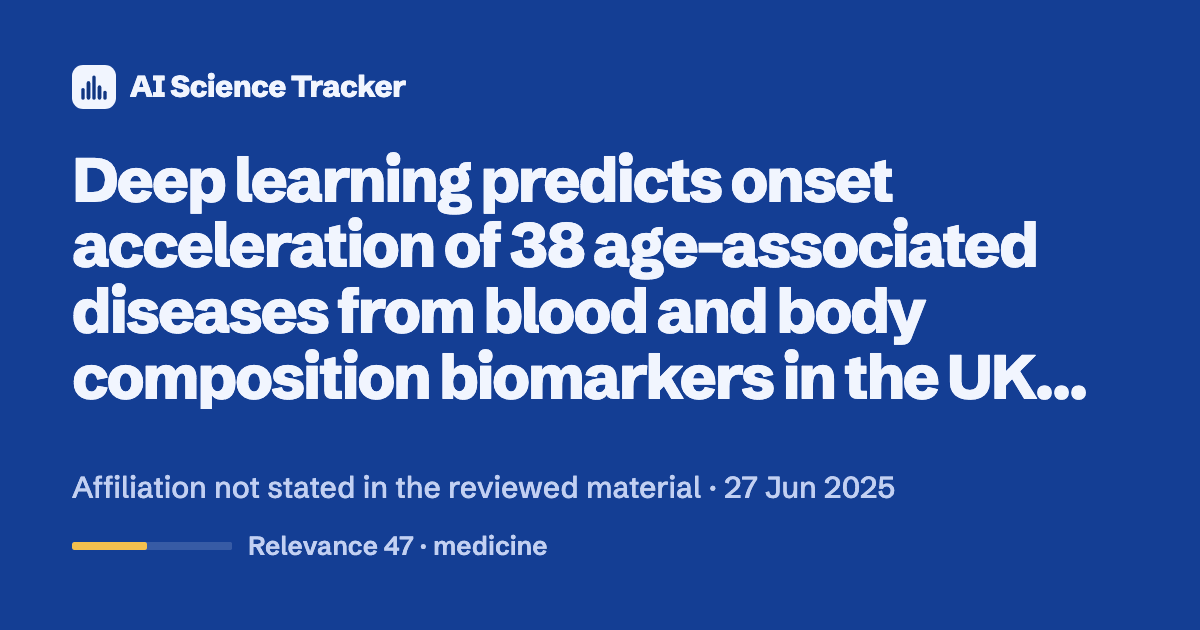 AI Science Tracker
Deep learning predicts onset
acceleration of 38 age-associated
diseases from blood and body
composition biomarkers in the UK...
Affiliation not stated in the reviewed material · 27 Jun 2025
Relevance 47 · medicine